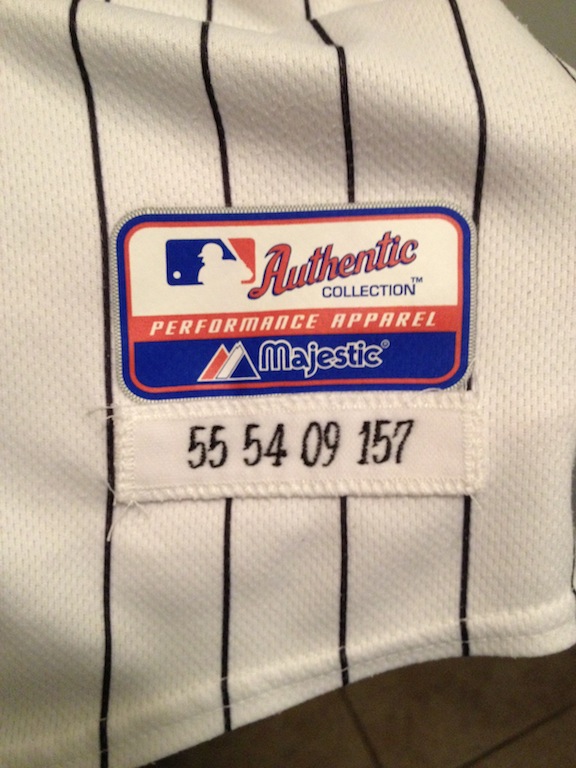 Authentic
COLLECTION™
PERFORMANCE APPAREL
Majestic®
55 54 09 157